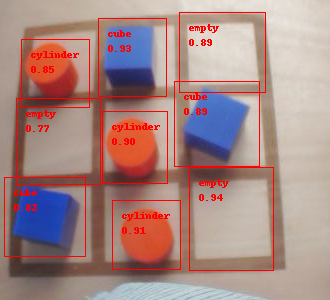 cylinder
0.85
cube
0.93
empty
0.89
empty
0.77
cylinder
0.90
cube
0.89
0.92
cylinder
0.91
empty
0.94